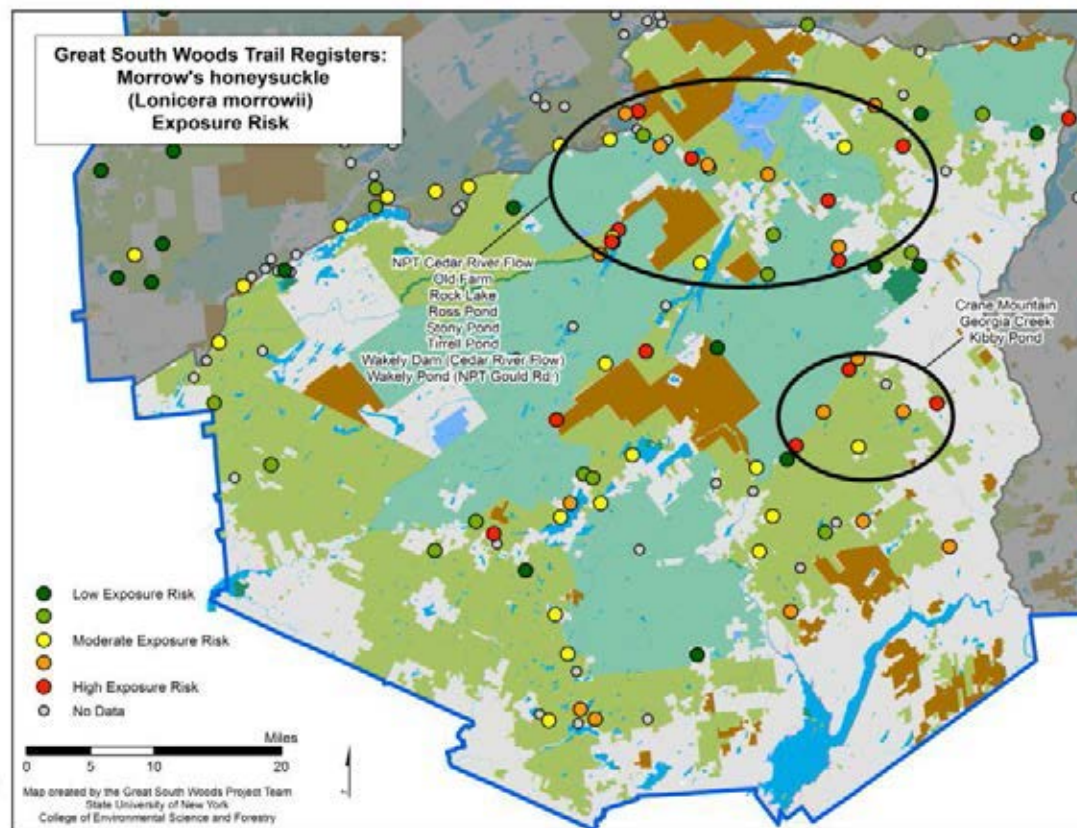 Great South Woods Trail Registers:
Morrow's honeysuckle
(Lonicera morrowii)
Exposure Risk
NPT Cedar River Flow
Old Farm
Rock Lake
Ross Pond
Stony Pond
Tirrell Pond
Wakely Dam (Cedar River Flow)
Wakely Pond (NPT Gould Rd.)
Crane Mountain
Georgia Creek
Kibby Pond
Low Exposure Risk
Moderate Exposure Risk
High Exposure Risk
No Data
Miles
0 5 10 20
Map created by the Great South Woods Project Team
State University of New York
College of Environmental Science and Forestry